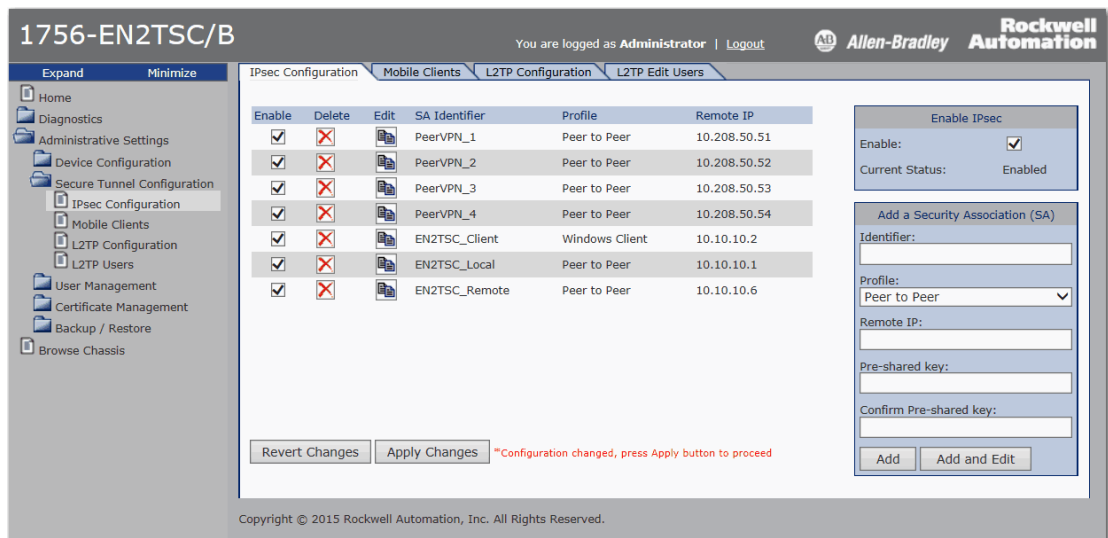 1756-EN2TSC/B
You are logged as Administrator | Logout
AB Allen-Bradley
Rockwell
Automation
Expand Minimize
Home
Diagnostics
Administrative Settings
Device Configuration
Secure Tunnel Configuration
IPsec Configuration
Mobile Clients
L2TP Configuration
L2TP Users
User Management
Certificate Management
Backup / Restore
Browse Chassis
IPsec Configuration Mobile Clients L2TP Configuration L2TP Edit Users
Enable Delete Edit SA Identifier Profile Remote IP
PeerVPN_1 Peer to Peer 10.208.50.51
PeerVPN_2 Peer to Peer 10.208.50.52
PeerVPN_3 Peer to Peer 10.208.50.53
PeerVPN_4 Peer to Peer 10.208.50.54
EN2TSC_Client Windows Client 10.10.10.2
EN2TSC_Local Peer to Peer 10.10.10.1
EN2TSC_Remote Peer to Peer 10.10.10.6
Revert Changes Apply Changes "Configuration changed, press Apply button to proceed
Enable IPsec
Enable:
Current Status: Enabled
Add a Security Association (SA)
Identifier:
Profile:
Peer to Peer
Remote IP:
Pre-shared key:
Confirm Pre-shared key:
Add Add and Edit
Copyright © 2015 Rockwell Automation, Inc. All Rights Reserved.